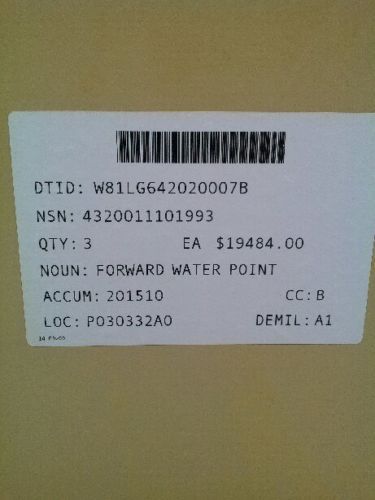 DTID: W81LG642020007B
NSN: 4320011101993
QTY: 3 EA $19484.00
NOUN: FORWARD WATER POINT
ACCUM: 201510 CC: B
LOC: P030332A0 DEMIL: A1